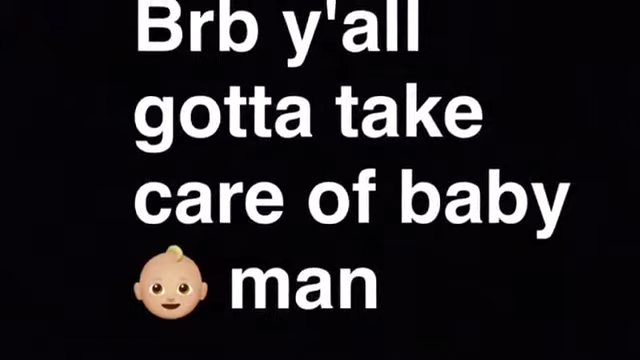 Brb y'all
gotta take
care of baby
👶🏼 man